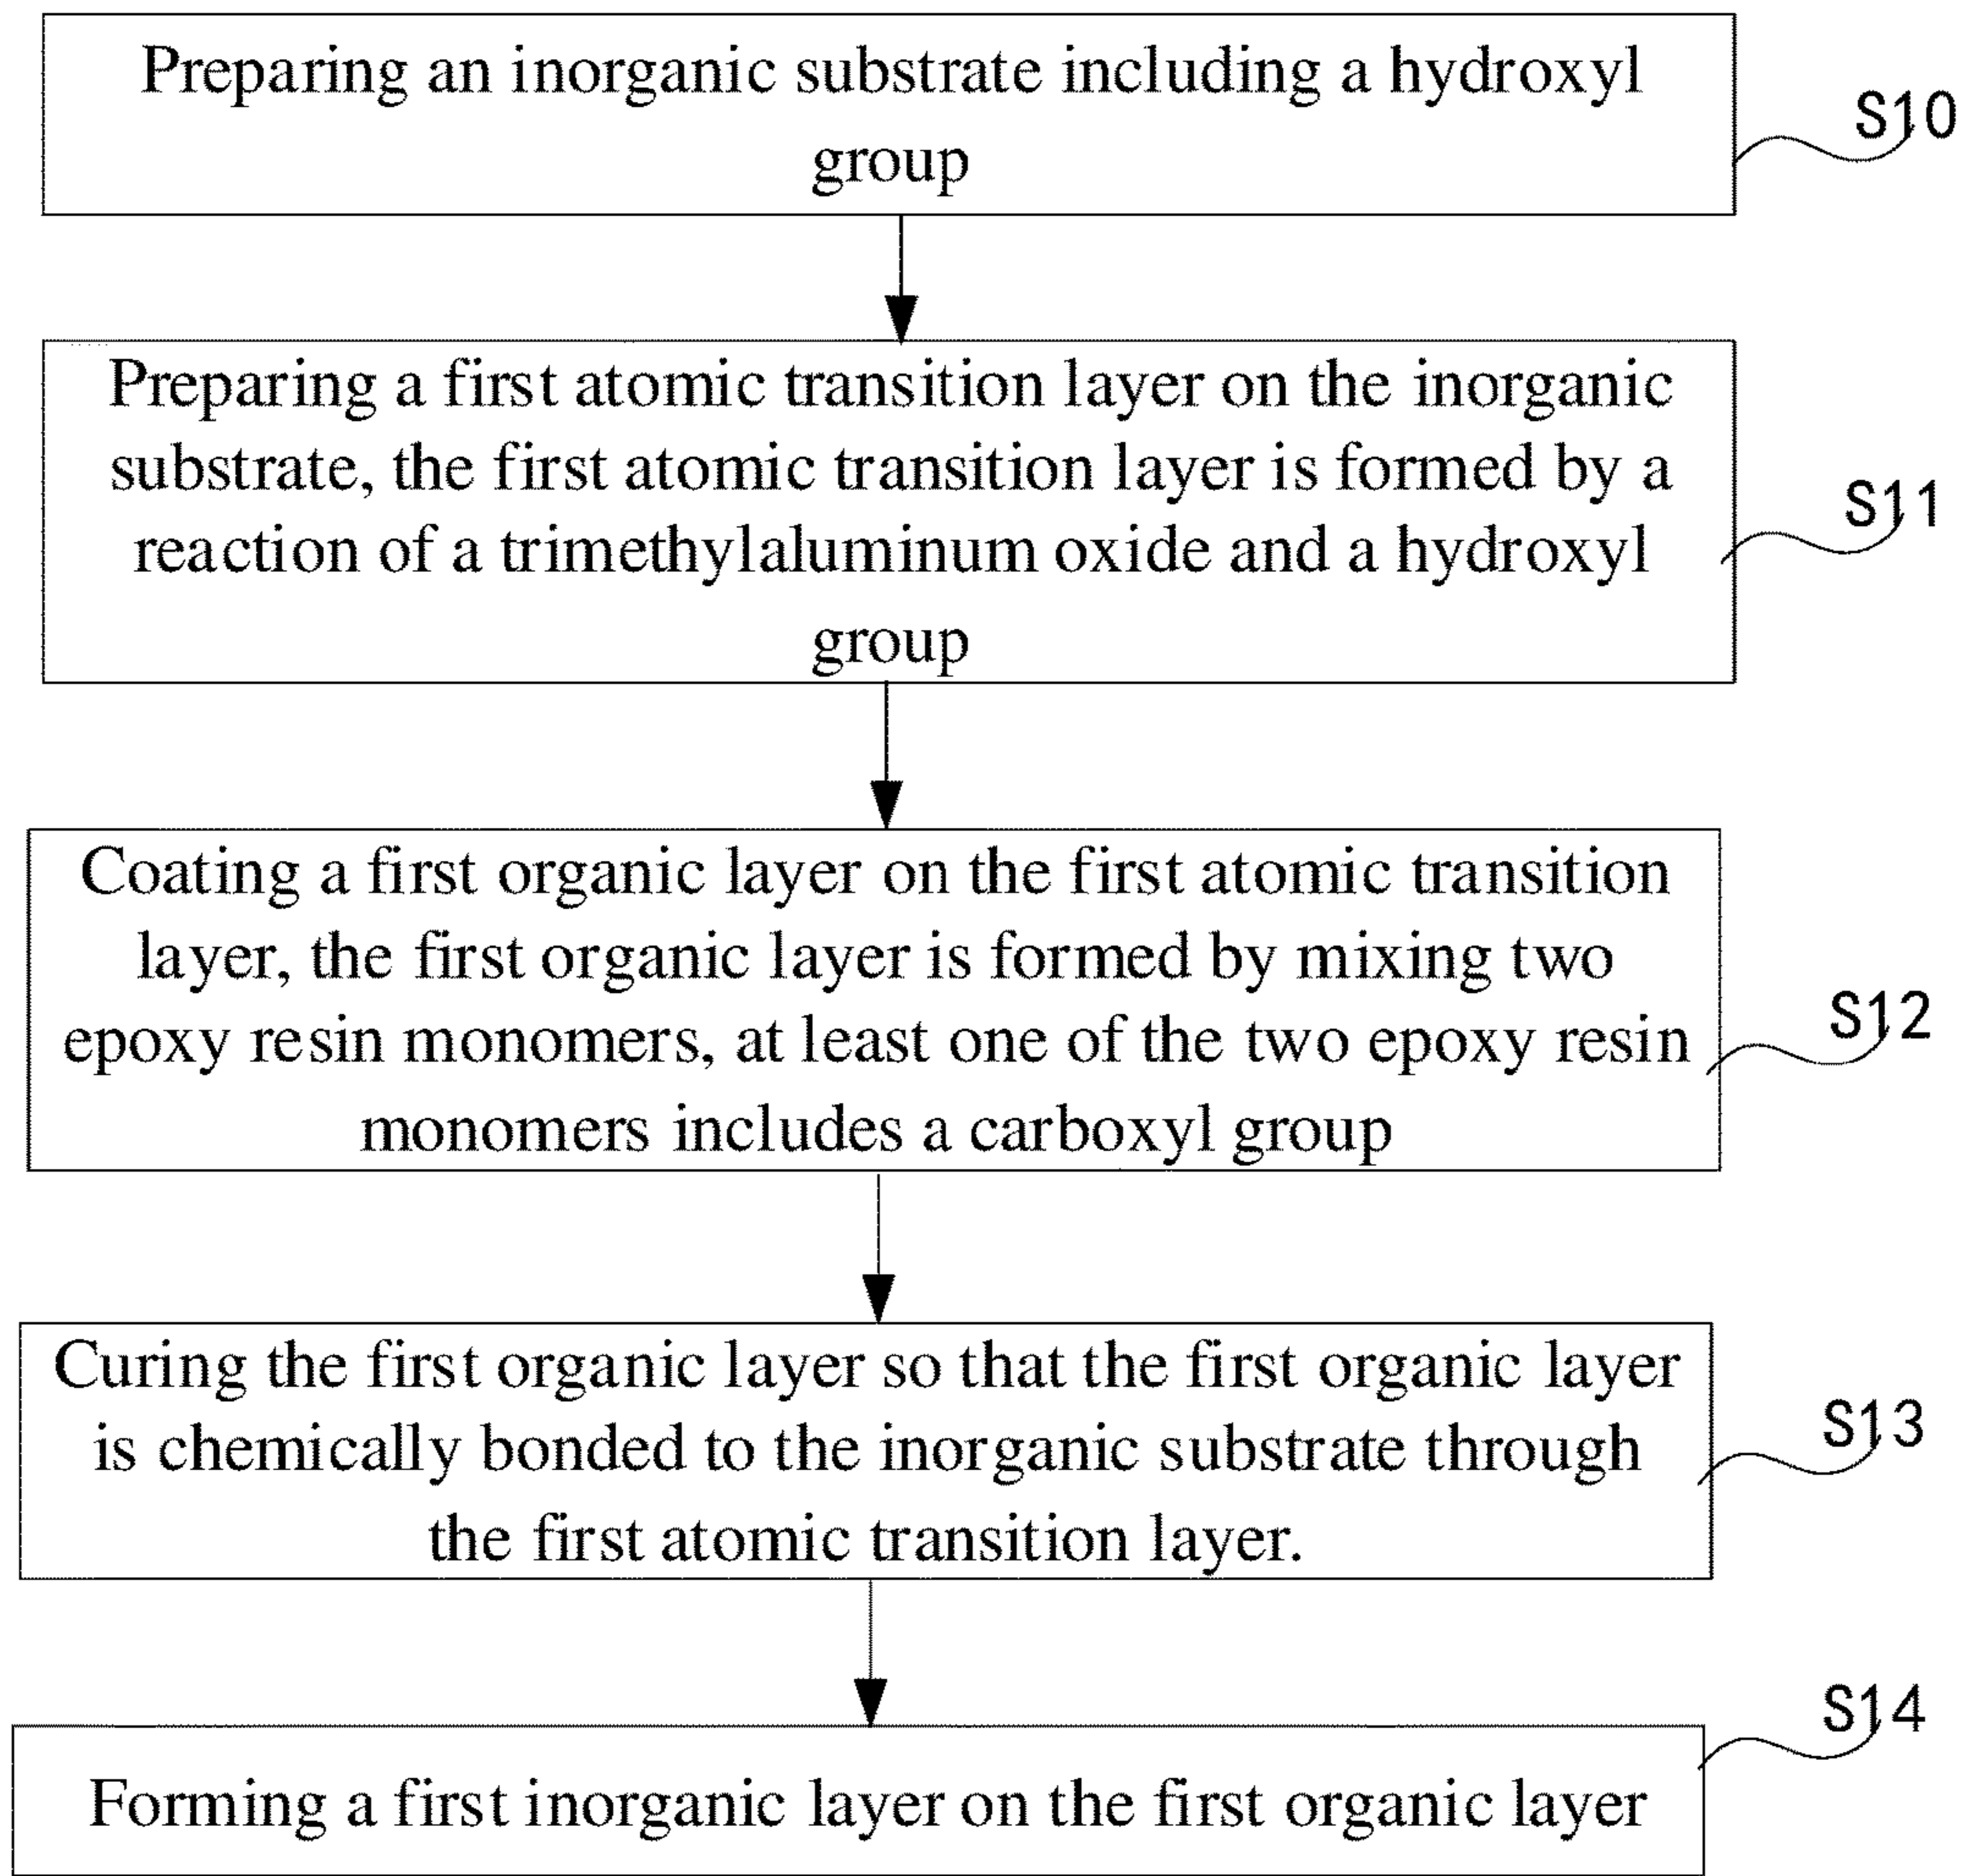 Preparing an inorganic substrate including a hydroxyl
group
S10
Preparing a first atomic transition layer on the inorganic
substrate, the first atomic transition layer is formed by a
reaction of a trimethylaluminum oxide and a hydroxyl
group
S11
Coating a first organic layer on the first atomic transition
layer, the first organic layer is formed by mixing two
epoxy resin monomers, at least one of the two epoxy resin
monomers includes a carboxyl group
S12
Curing the first organic layer so that the first organic layer
is chemically bonded to the inorganic substrate through
the first atomic transition layer.
S13
Forming a first inorganic layer on the first organic layer
S14